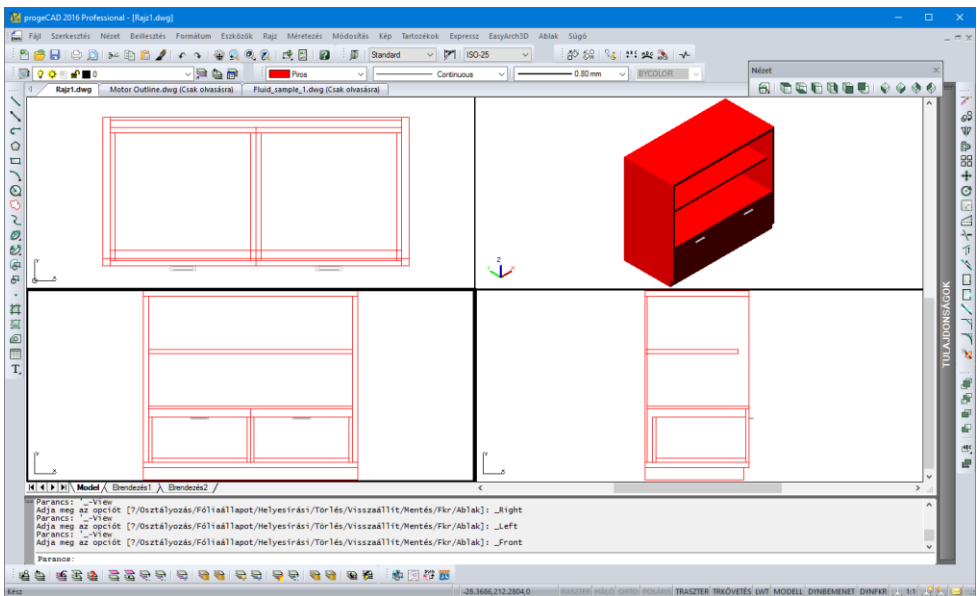 progeCAD 2016 Professional - [Rajz1.dwg]
Fájl Szerkesztés Nézet Beillesztés Formátum Eszközök Rajz Méretezés Módosítás Kép Tartozékok Expressz EasyArch3D Ablak Súgó
Standard ISO-25
0 Piros Continuous 0.80 mm BYCOLOR
Nézet
Rajz1.dwg Motor Outline.dwg (Csak olvasásra) Fluid_sample_1.dwg (Csak olvasásra)
Y
X
Z
Y X
TULAJDONSÁGOK
Y
X
Y
X
Model Elrendezés1 Elrendezés2
Parancs: '_-View
Adja meg az opciót [?/Osztályozás/Fóliaállapot/Helyesírási/Törlés/Visszaállít/Mentés/Fkr/Ablak]: _Right
Parancs: '_-View
Adja meg az opciót [?/Osztályozás/Fóliaállapot/Helyesírási/Törlés/Visszaállít/Mentés/Fkr/Ablak]: _Left
Parancs: '_-View
Adja meg az opciót [?/Osztályozás/Fóliaállapot/Helyesírási/Törlés/Visszaállít/Mentés/Fkr/Ablak]: _Front
Parancs:
Kész -28.3686,212.2804,0 RASZTER HÁLÓ ORTO POLÁRIS TRASZTER TRKÖVETÉS LWT MODELL DYNBEMENET DYNFKR 1:1